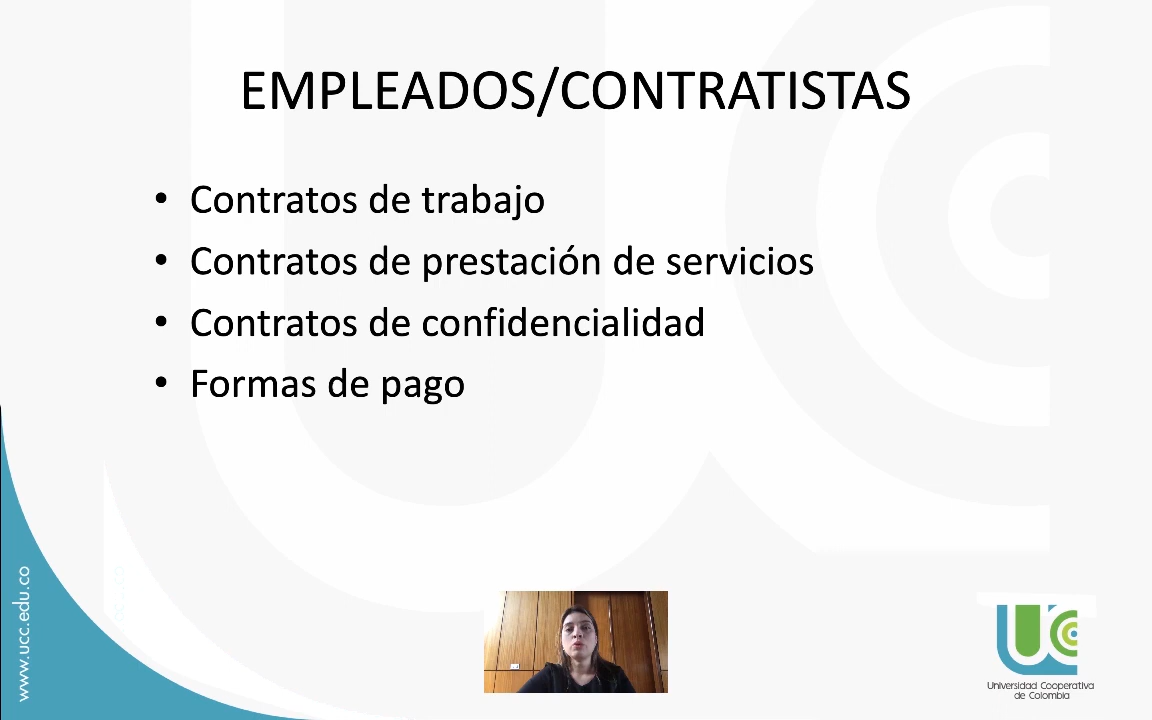 EMPLEADOS/CONTRATISTAS
• Contratos de trabajo
• Contratos de prestación de servicios
• Contratos de confidencialidad
• Formas de pago
www.ucc.edu.co
Universidad Cooperativa
de Colombia